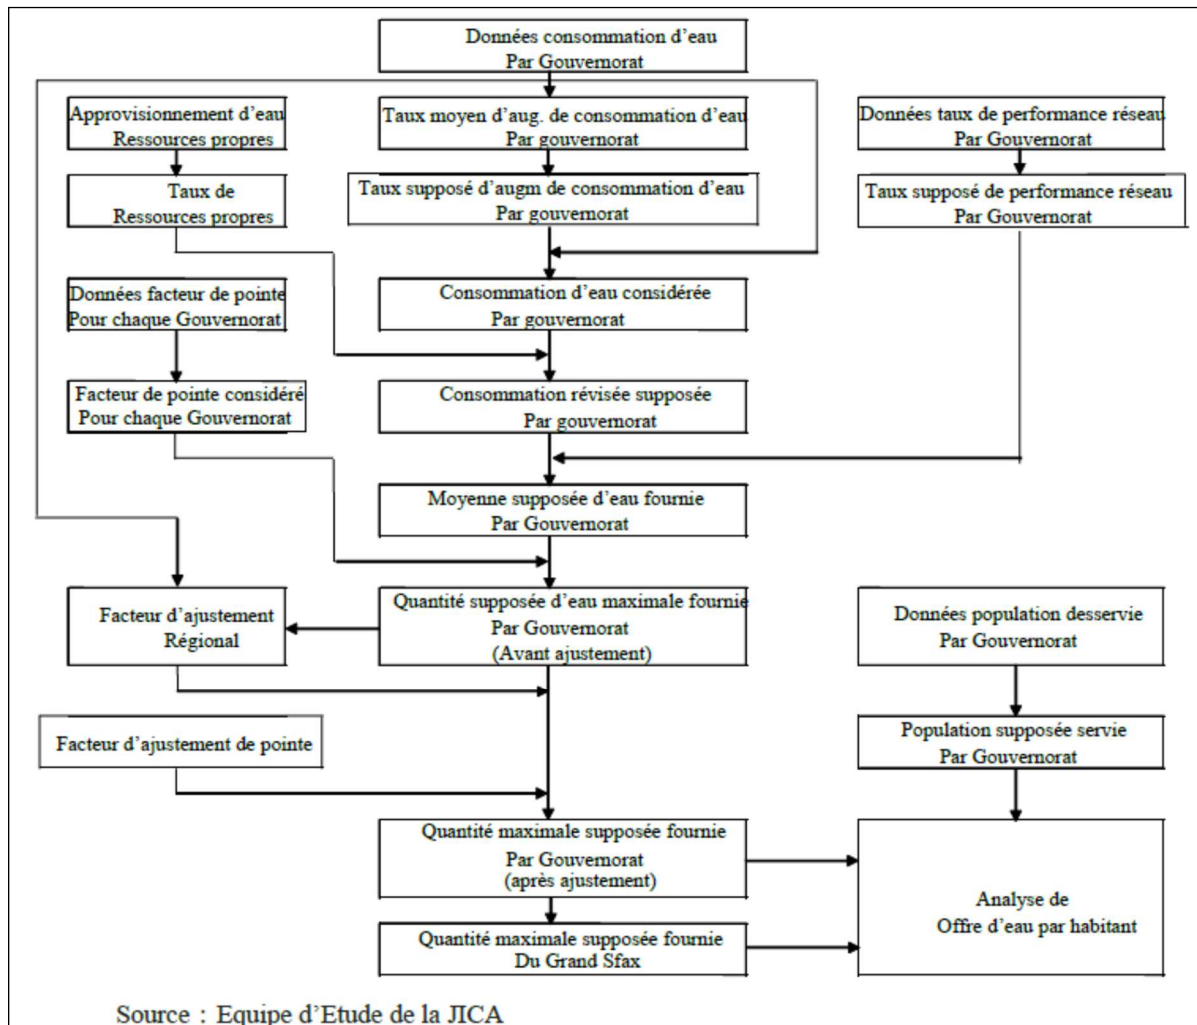 Données consommation d'eau
Par Gouvernorat
Approvisionnement d'eau
Ressources propres
Taux moyen d'aug. de consommation d'eau
Par gouvernorat
Données taux de performance réseau
Par Gouvernorat
Taux de
Ressources propres
Taux supposé d'augm de consommation d'eau
Par gouvernorat
Taux supposé de performance réseau
Par Gouvernorat
Données facteur de pointe
Pour chaque Gouvernorat
Consommation d'eau considérée
Par gouvernorat
Facteur de pointe considéré
Pour chaque Gouvernorat
Consommation révisée supposée
Par gouvernorat
Moyenne supposée d'eau fournie
Par Gouvernorat
Facteur d'ajustement
Régional
Quantité supposée d'eau maximale fournie
Par Gouvernorat
(Avant ajustement)
Données population desservie
Par Gouvernorat
Facteur d'ajustement de pointe
Population supposée servie
Par Gouvernorat
Quantité maximale supposée fournie
Par Gouvernorat
(après ajustement)
Analyse de
Offre d'eau par habitant
Quantité maximale supposée fournie
Du Grand Sfax
Source : Equipe d'Etude de la JICA